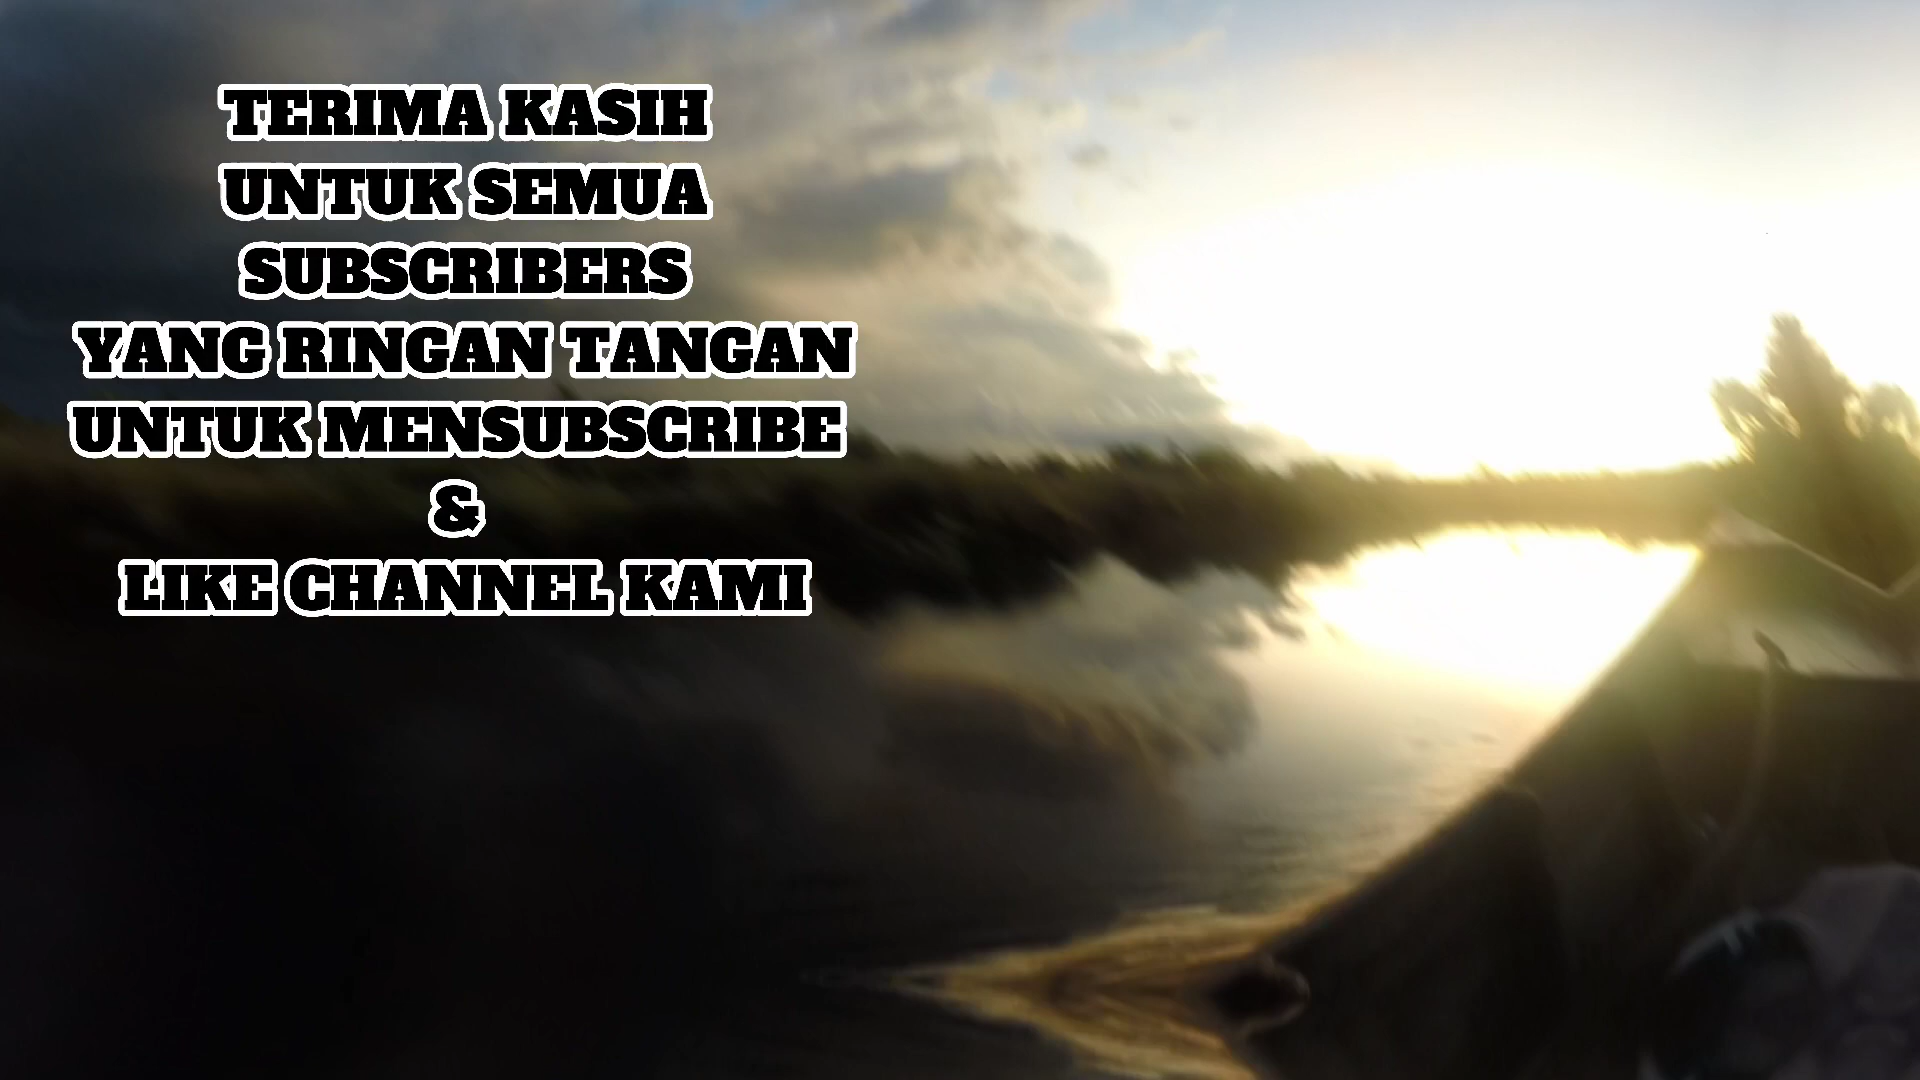 TERIMA KASIH
UNTUK SEMUA
SUBSCRIBERS
YANG RINGAN TANGAN
UNTUK MENSUBSCRIBE
&
LIKE CHANNEL KAMI